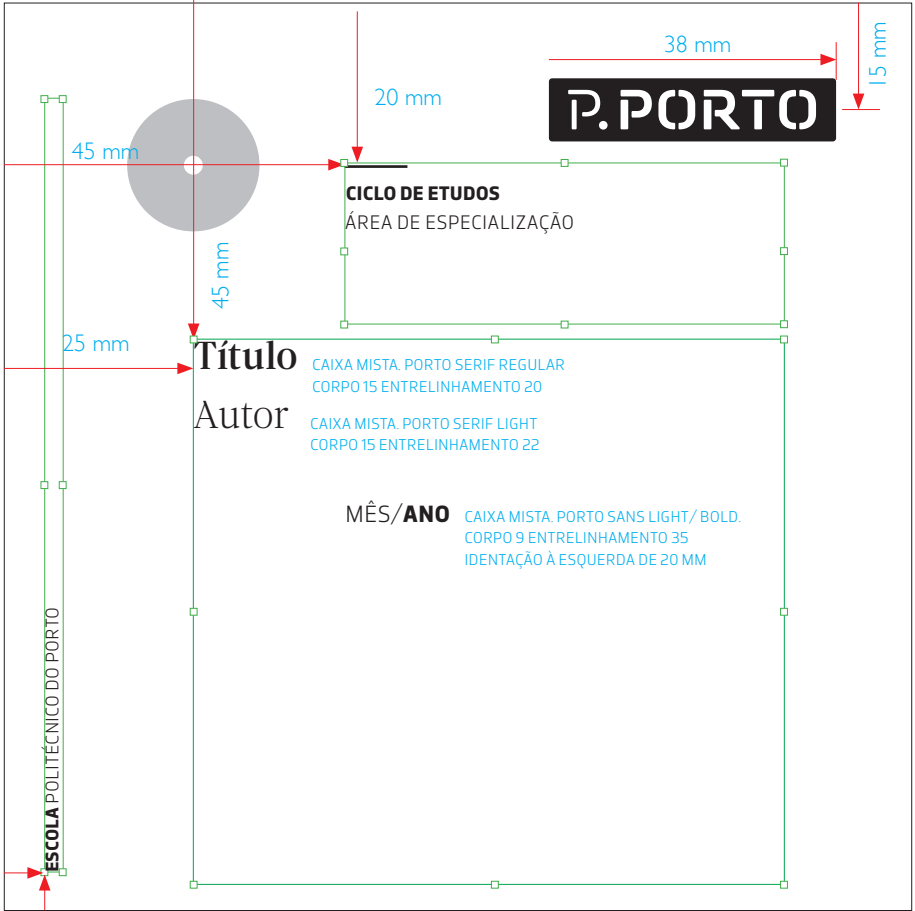 38 mm
15 mm
20 mm
P.PORTO
45 mm
CICLO DE ETUDOS
ÁREA DE ESPECIALIZAÇÃO
45 mm
25 mm
Título
CAIXA MISTA. PORTO SERIF REGULAR
CORPO 15 ENTRELINHAMENTO 20
Autor
CAIXA MISTA. PORTO SERIF LIGHT
CORPO 15 ENTRELINHAMENTO 22
MÊS/ANO
CAIXA MISTA. PORTO SANS LIGHT/ BOLD.
CORPO 9 ENTRELINHAMENTO 35
IDENTAÇÃO À ESQUERDA DE 20 MM
ESCOLA POLITÉCNICO DO PORTO